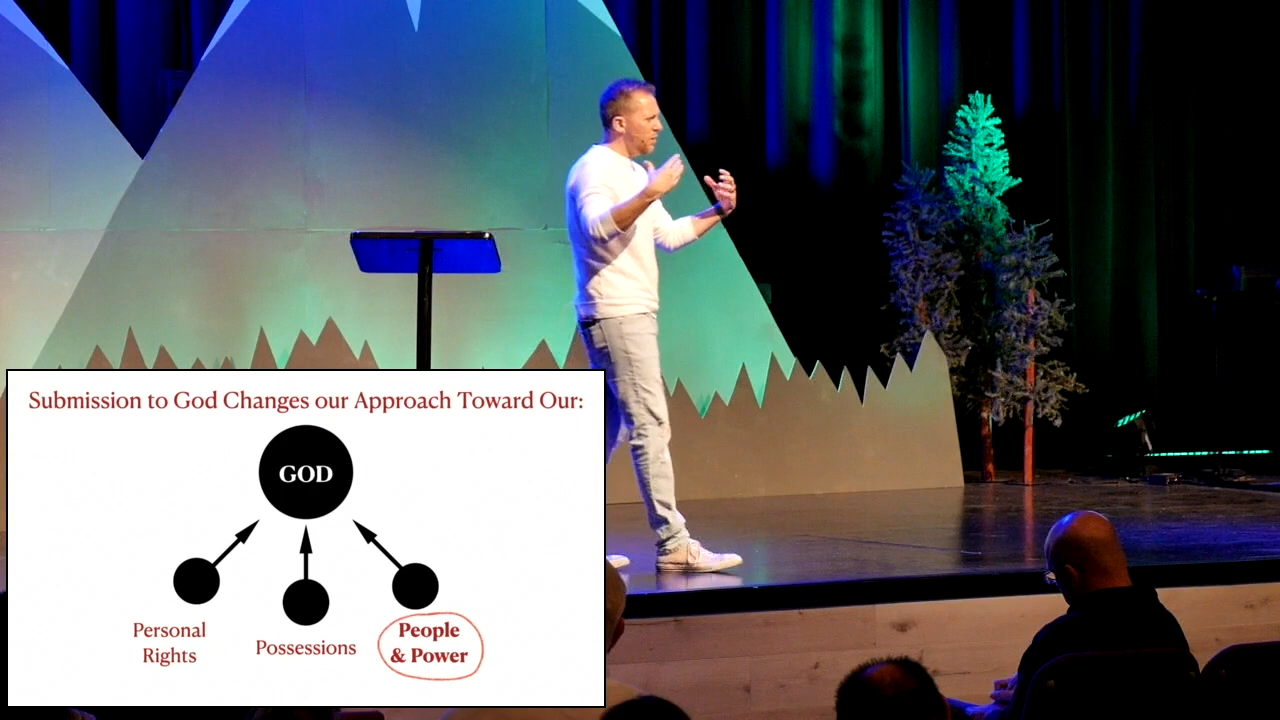 Submission to God Changes our Approach Toward Our:
GOD
Personal
Rights
Possessions
People
& Power